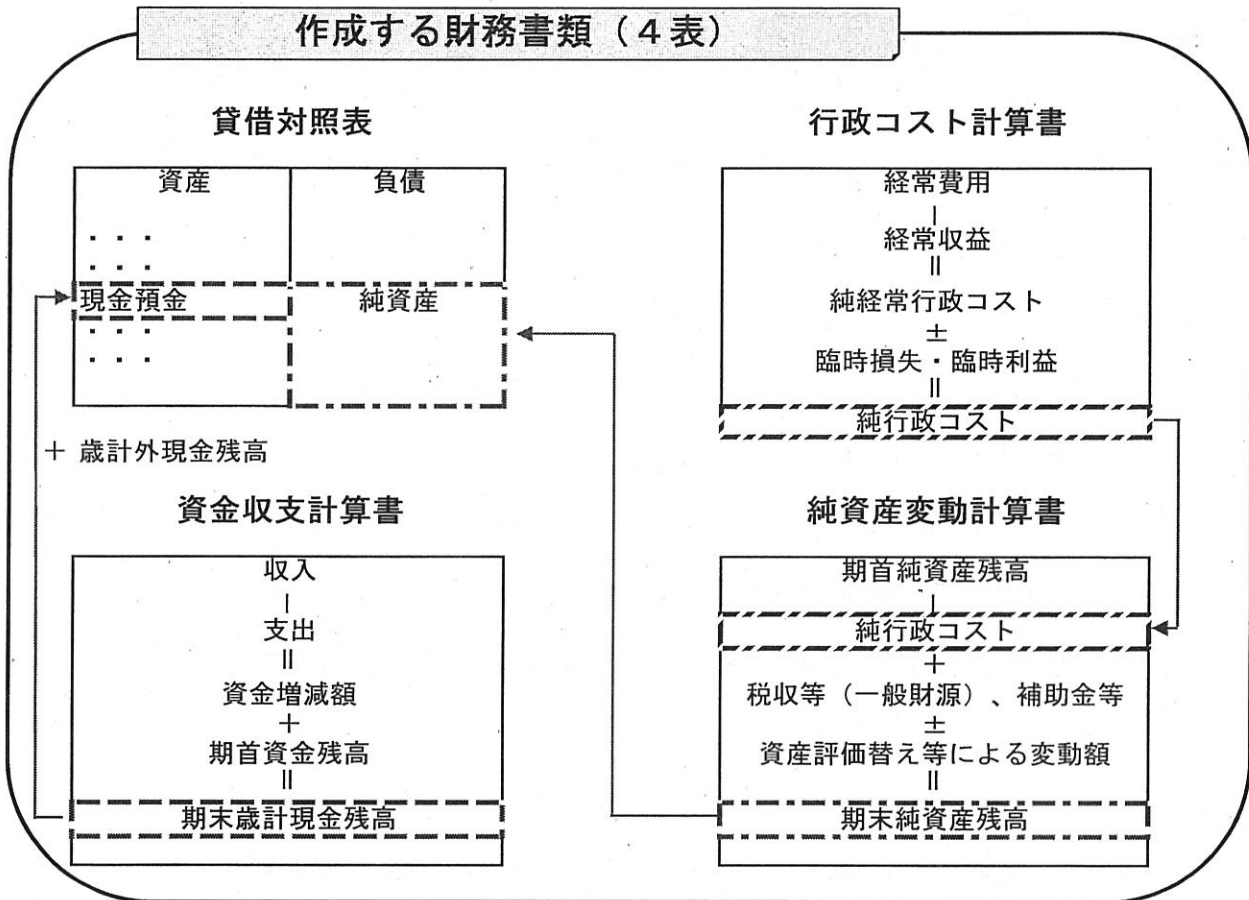 作成する財務書類（４表）
貸借対照表
資産 負債
・・・
・・・
現金預金 純資産
・・・
・・・
＋ 歳計外現金残高
行政コスト計算書
経常費用
－
経常収益
＝
純経常行政コスト
±
臨時損失・臨時利益
＝
純行政コスト
資金収支計算書
収入
－
支出
＝
資金増減額
＋
期首資金残高
＝
期末歳計現金残高
純資産変動計算書
期首純資産残高
－
純行政コスト
＋
税収等（一般財源）、補助金等
±
資産評価替え等による変動額
＝
期末純資産残高